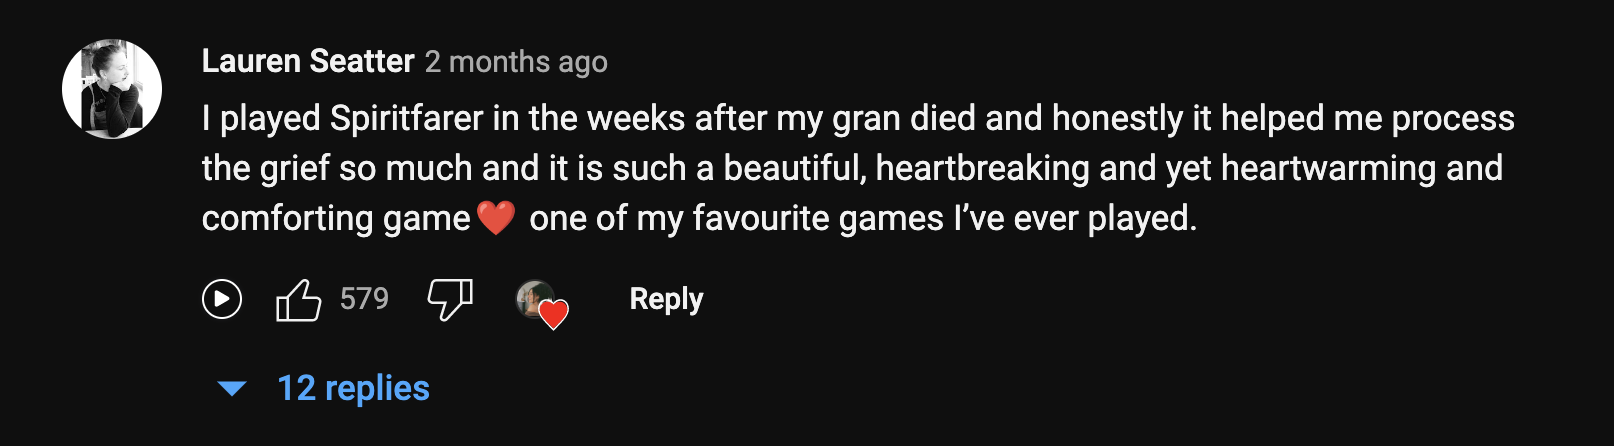 Lauren Seatter 2 months ago
I played Spiritfarer in the weeks after my gran died and honestly it helped me process
the grief so much and it is such a beautiful, heartbreaking and yet heartwarming and
comforting game❤️ one of my favourite games I’ve ever played.
579 Reply
12 replies